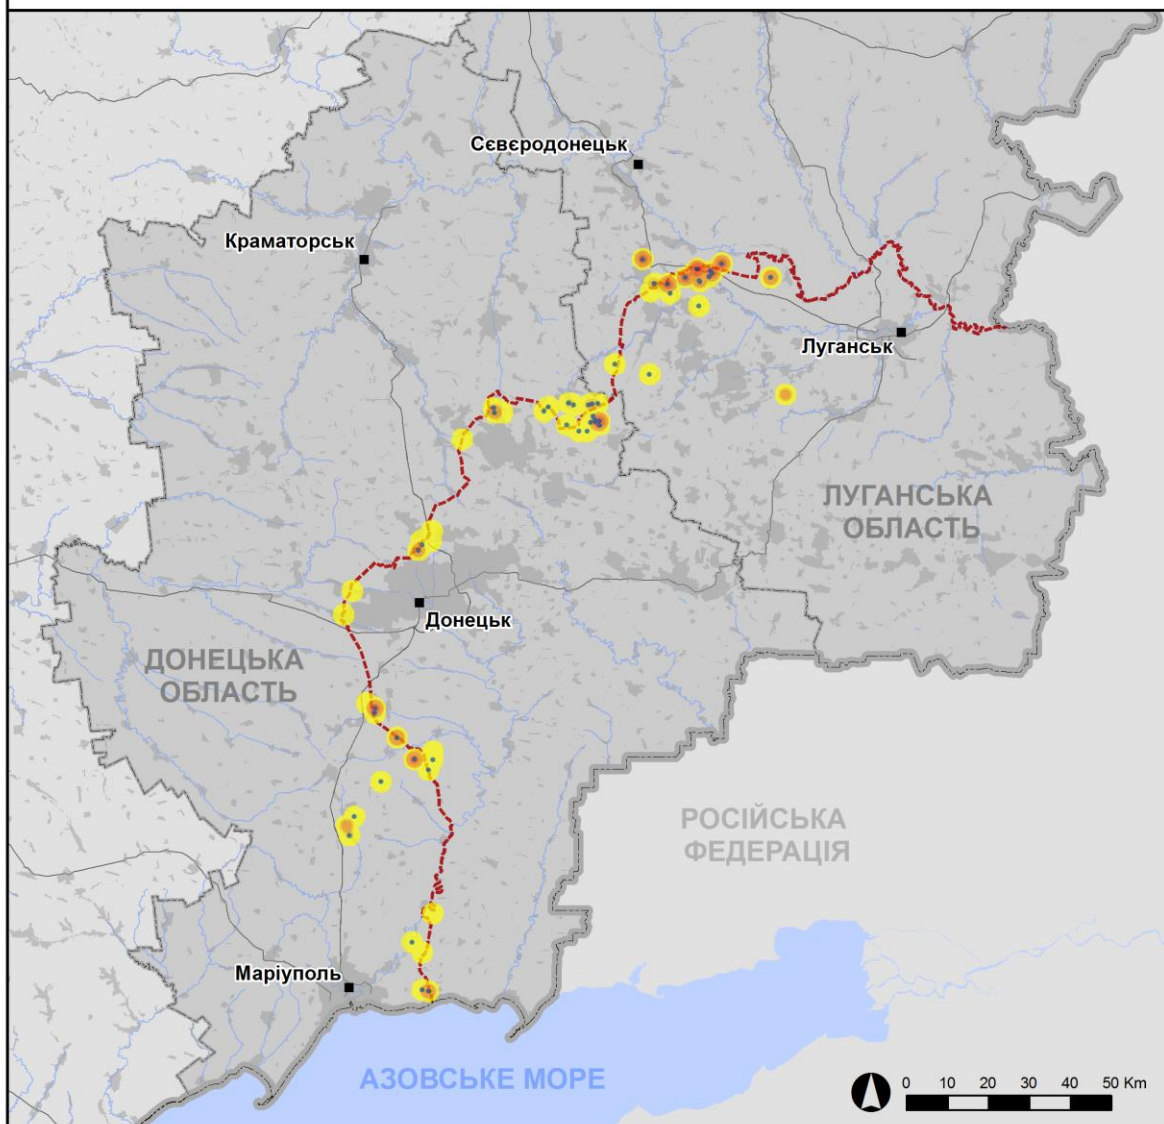 Сєвєродонецьк
Краматорськ
Луганськ
ЛУГАНСЬКА
ОБЛАСТЬ
Донецьк
ДОНЕЦЬКА
ОБЛАСТЬ
РОСІЙСЬКА
ФЕДЕРАЦІЯ
Маріуполь
АЗОВСЬКЕ МОРЕ
0 10 20 30 40 50 Km